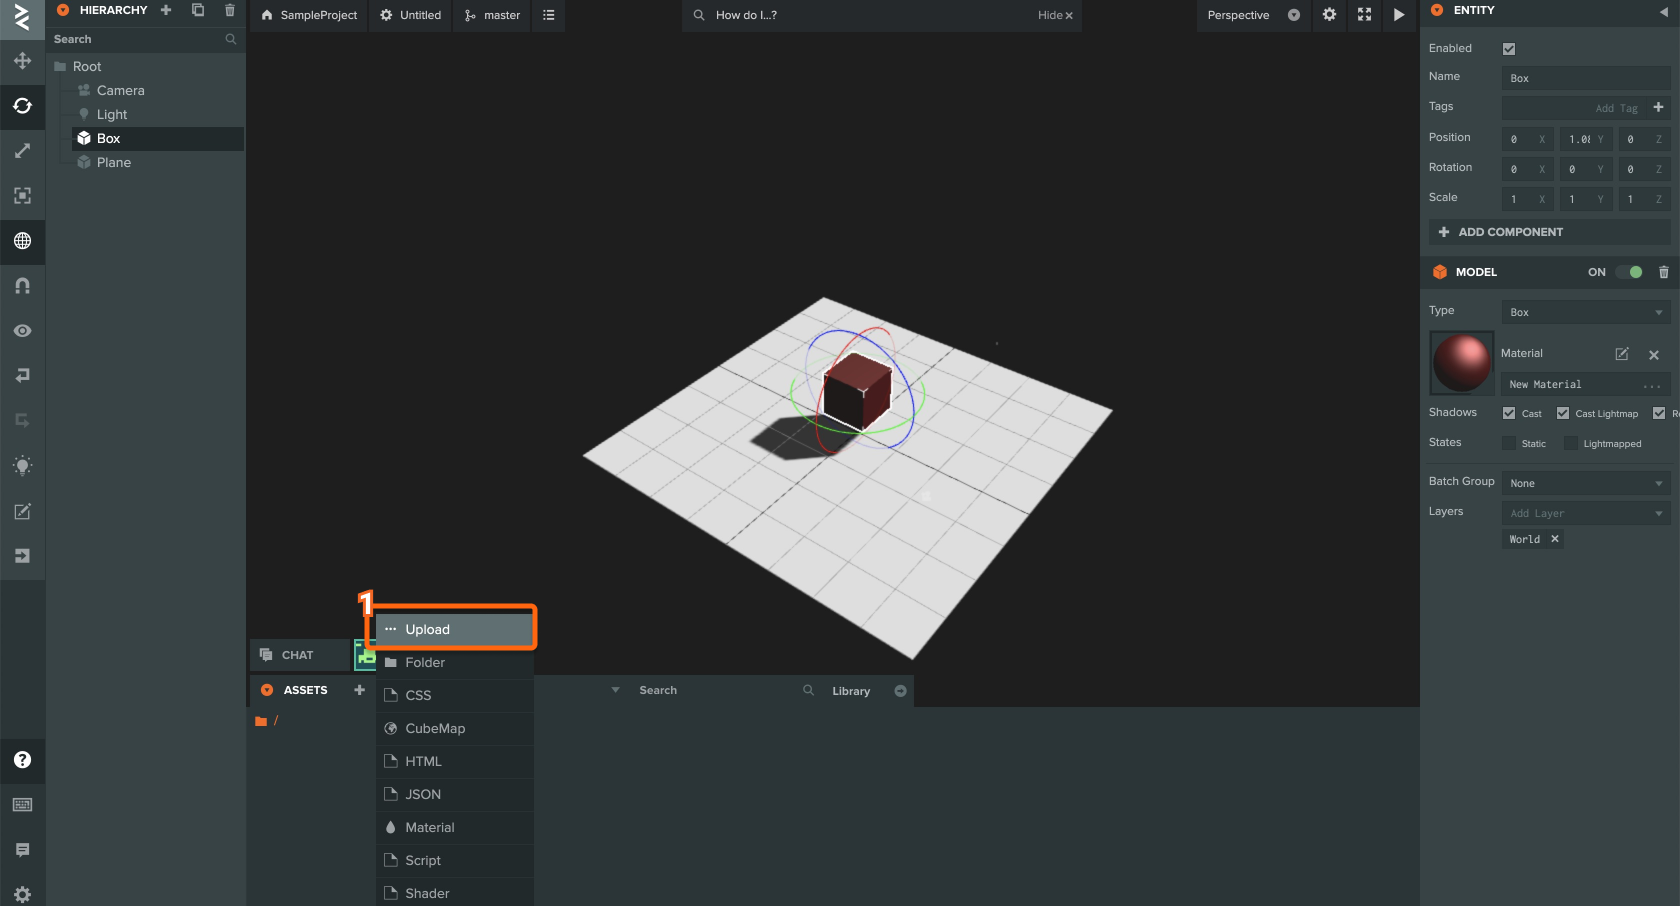 HIERARCHY
Search
Root
Camera
Light
Box
Plane
SampleProject
Untitled
master
How do I...?
Hide
Perspective
1
Upload
Folder
CSS
CubeMap
HTML
JSON
Material
Script
Shader
CHAT
ASSETS
/
Search
Library
ENTITY
Enabled
Name Box
Tags Add Tag
Position 0 X 1.08 Y 0 Z
Rotation 0 X 0 Y 0 Z
Scale 1 X 1 Y 1 Z
ADD COMPONENT
MODEL ON
Type Box
Material
New Material ...
Shadows Cast Cast Lightmap
States Static Lightmapped
Batch Group None
Layers Add Layer
World